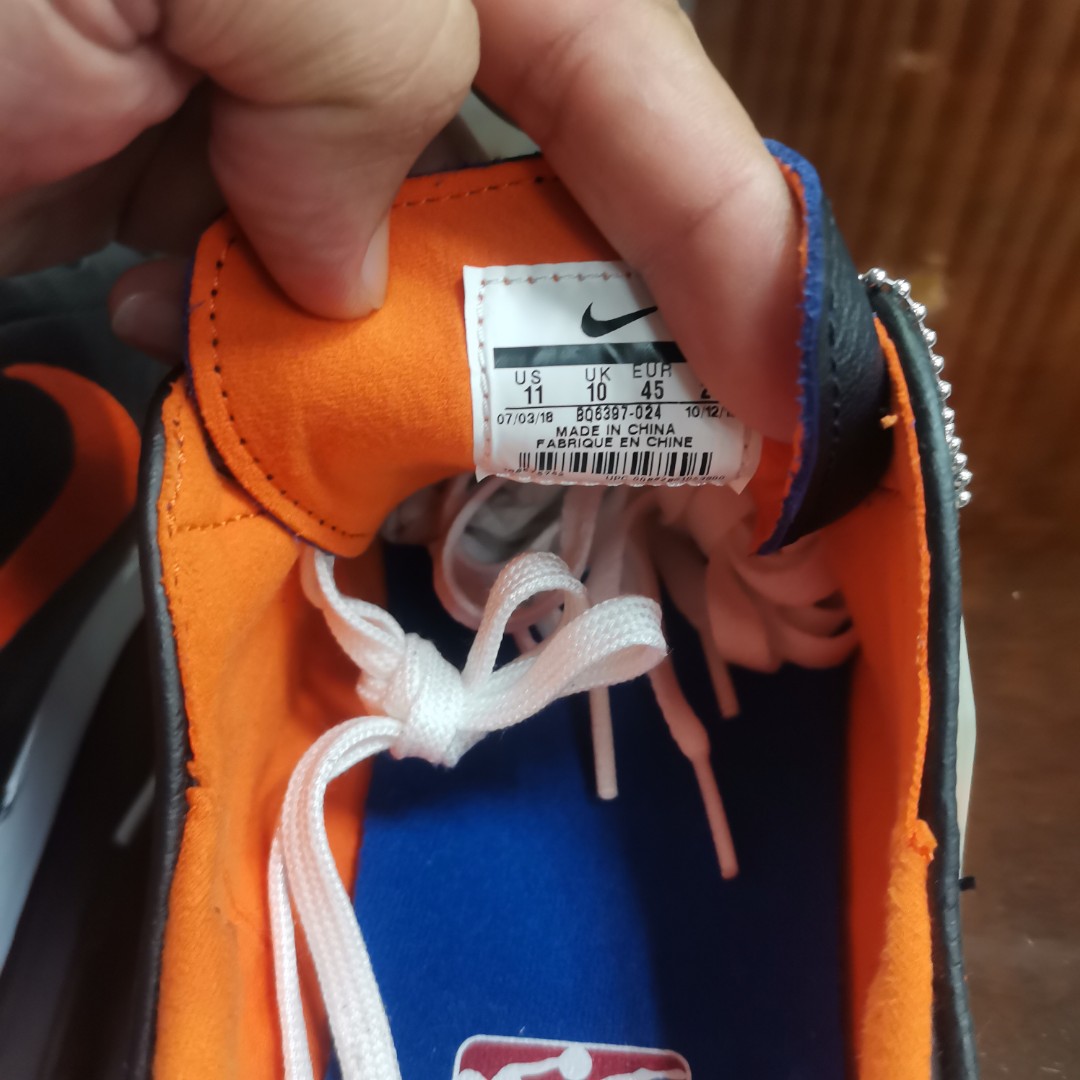 US UK EUR
11 10 45
07/03/18 BQ6397-024 10/12/
MADE IN CHINA
FABRIQUE EN CHINE
UPC